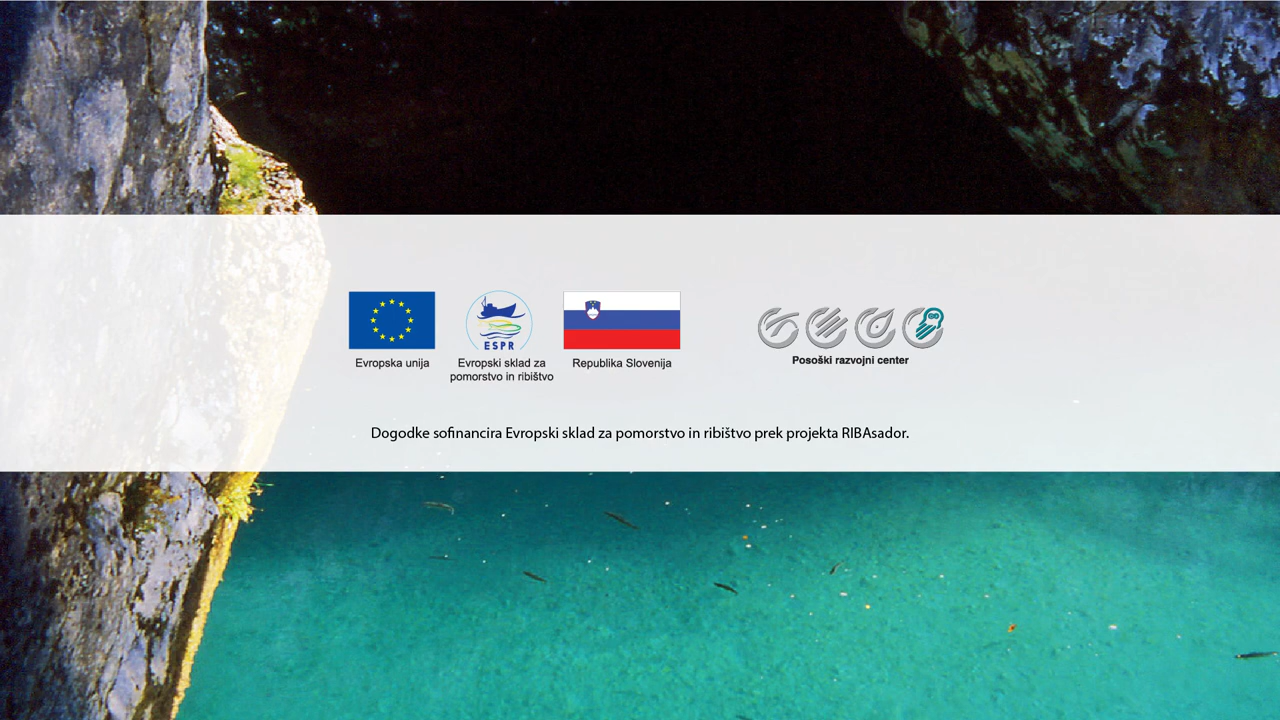 ESPR
Evropska unija
Evropski sklad za
pomorstvo in ribištvo
Republika Slovenija
Pososki razvojni center
Dogodke sofinancira Evropski sklad za pomorstvo in ribištvo prek projekta RIBAsador.